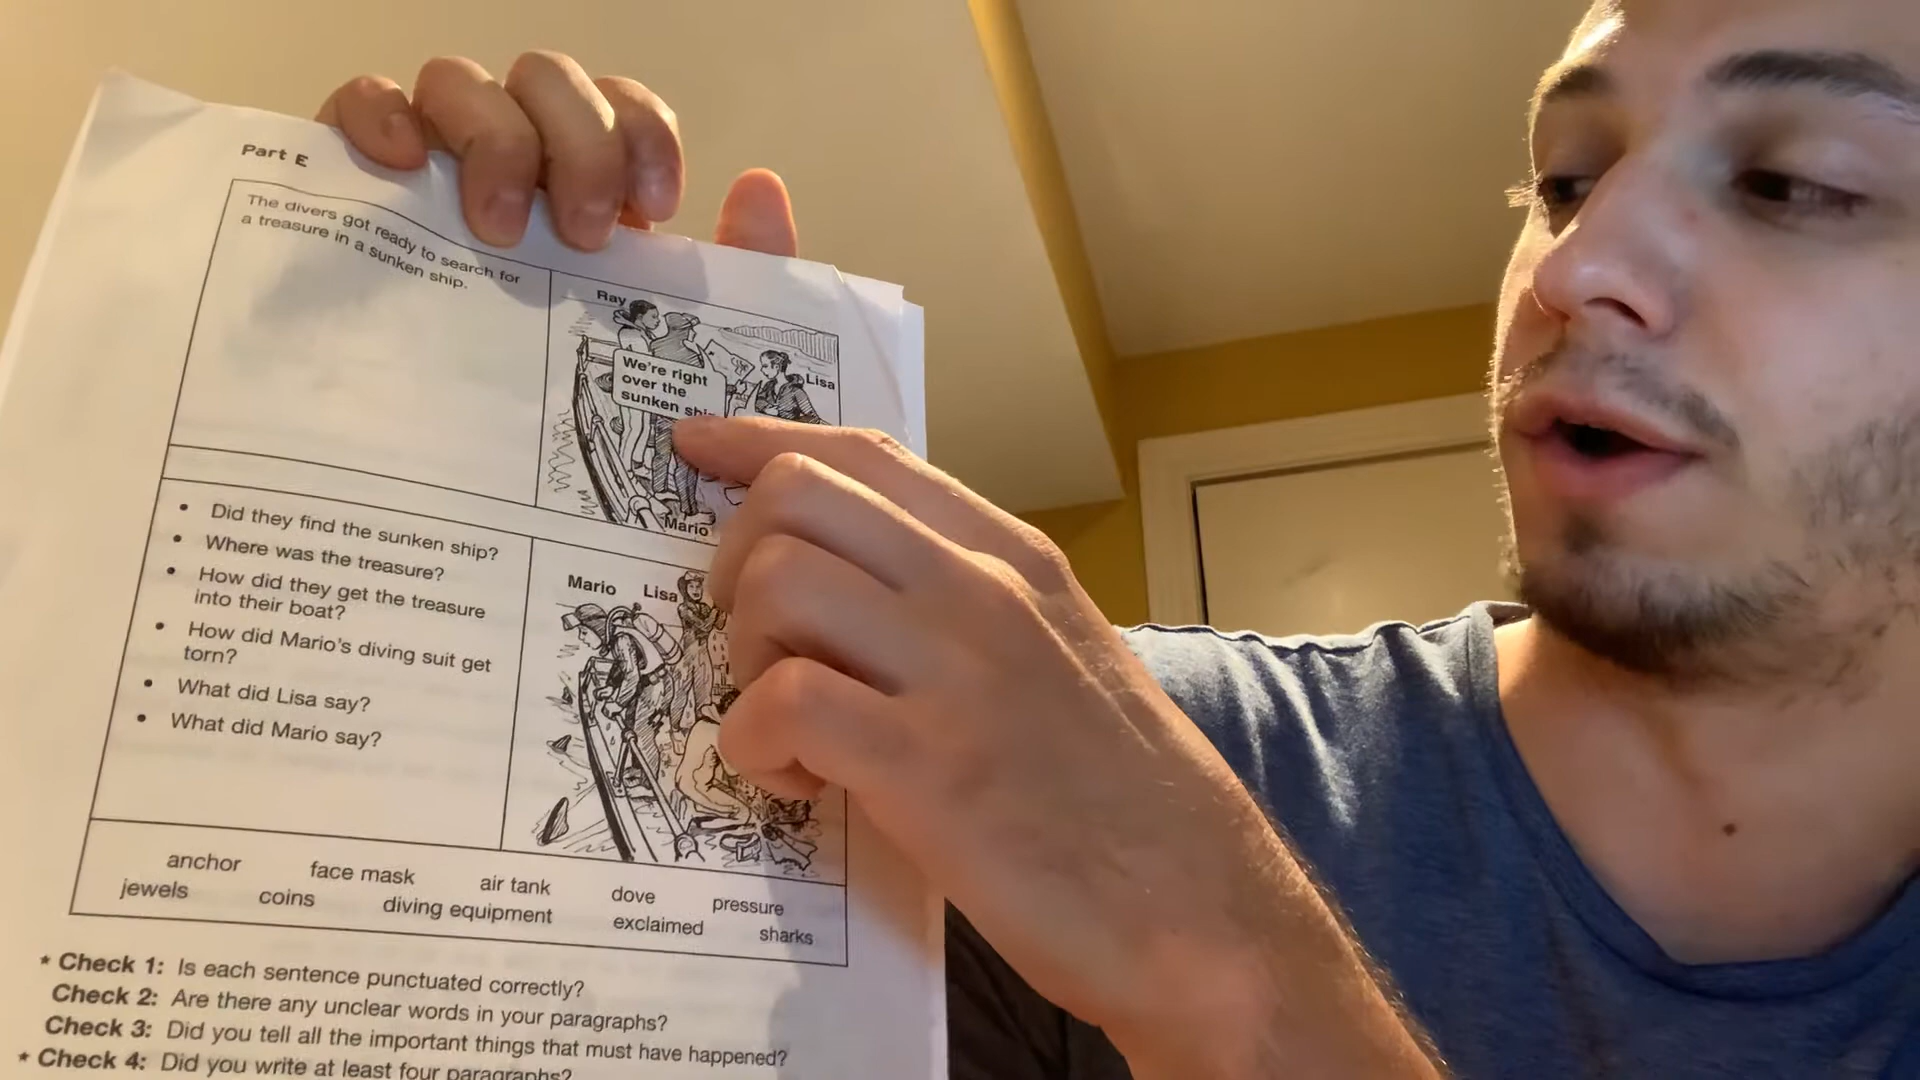 Part E
The divers got ready to search for
a treasure in a sunken ship.
Ray
Lisa
We're right
over the
sunken
Mario
Did they find the sunken ship?
Where was the treasure?
How did they get the treasure
into their boat?
How did Mario's diving suit get
torn?
What did Lisa say?
What did Mario say?
Mario Lisa
anchor face mask air tank dove pressure
jewels coins diving equipment exclaimed sharks
* Check 1: Is each sentence punctuated correctly?
Check 2: Are there any unclear words in your paragraphs?
Check 3: Did you tell all the important things that must have happened?
* Check 4: Did you write at least four paragraphs?